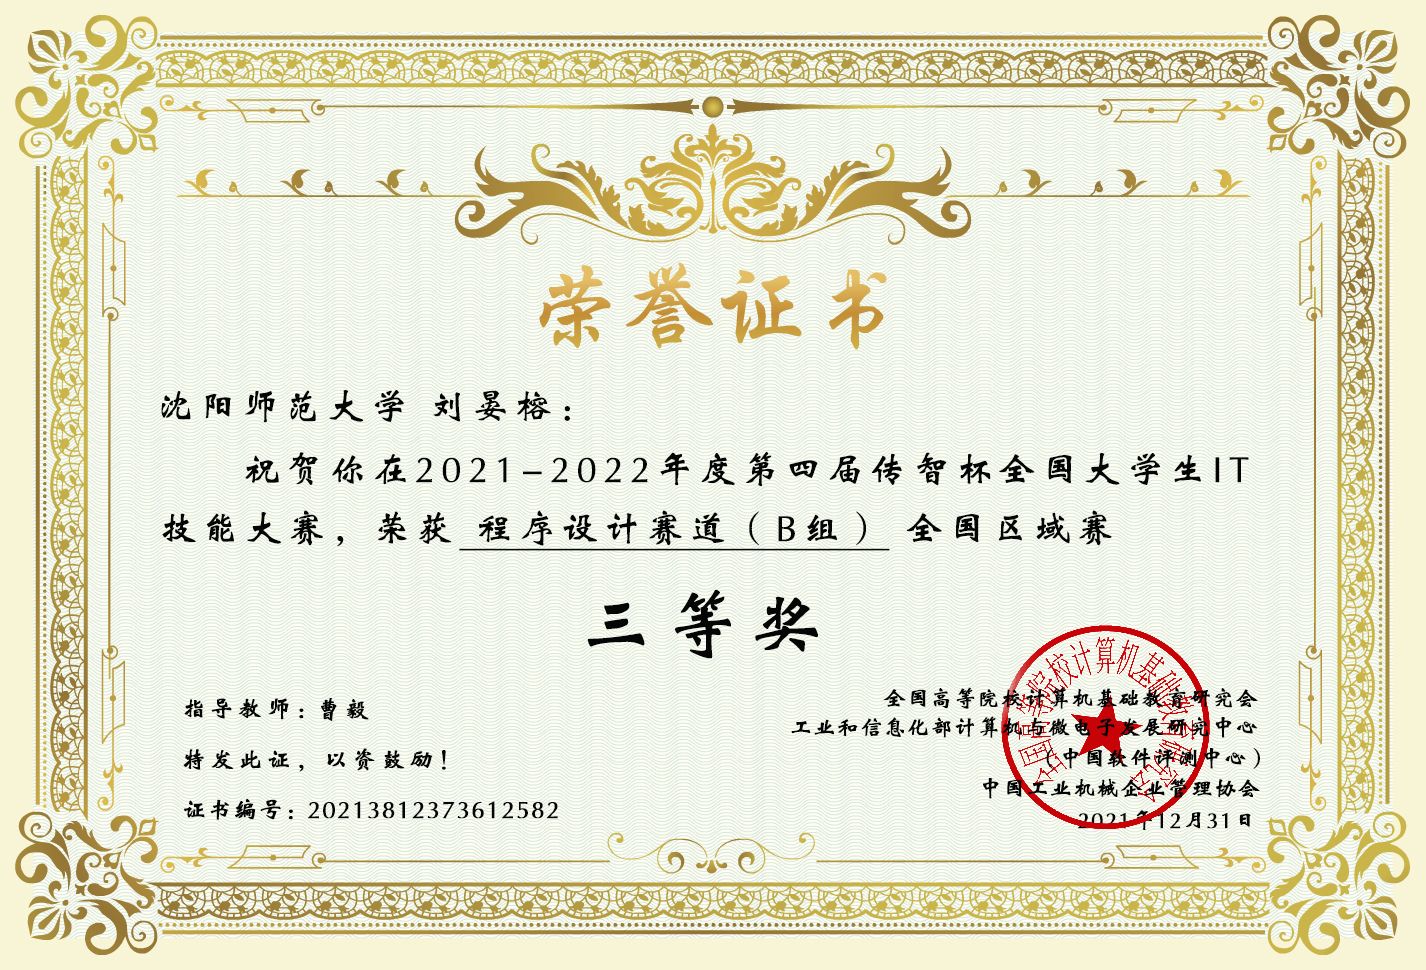 荣誉证书
沈阳师范大学 刘晏榕：
祝贺你在2021-2022年度第四届传智杯全国大学生IT
技能大赛，荣获 程序设计赛道（B组） 全国区域赛
三等奖
指导教师：曹毅
特发此证，以资鼓励！
证书编号：20213812373612582
全国高等院校计算机基础教育研究会
工业和信息化部计算机与微电子发展研究中心
（中国软件评测中心）
中国工业机械企业管理协会
2021年12月31日
全国高等院校计算机基础教育研究会